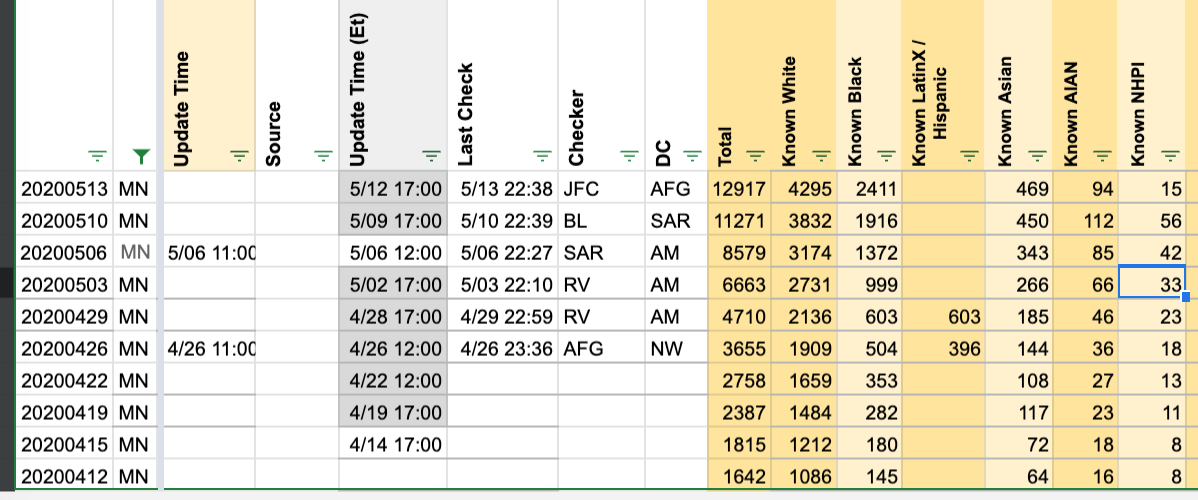 Update Time Source Update Time (Et) Last Check Checker DC Total Known White Known Black Known LatinX / Hispanic Known Asian Known AIAN Known NHPI
20200513 MN 5/12 17:00 5/13 22:38 JFC AFG 12917 4295 2411 469 94 15
20200510 MN 5/09 17:00 5/10 22:39 BL SAR 11271 3832 1916 450 112 56
20200506 MN 5/06 11:00 5/06 12:00 5/06 22:27 SAR AM 8579 3174 1372 343 85 42
20200503 MN 5/02 17:00 5/03 22:10 RV AM 6663 2731 999 266 66 33
20200429 MN 4/28 17:00 4/29 22:59 RV AM 4710 2136 603 603 185 46 23
20200426 MN 4/26 11:00 4/26 12:00 4/26 23:36 AFG NW 3655 1909 504 396 144 36 18
20200422 MN 4/22 12:00 2758 1659 353 108 27 13
20200419 MN 4/19 17:00 2387 1484 282 117 23 11
20200415 MN 4/14 17:00 1815 1212 180 72 18 8
20200412 MN 1642 1086 145 64 16 8